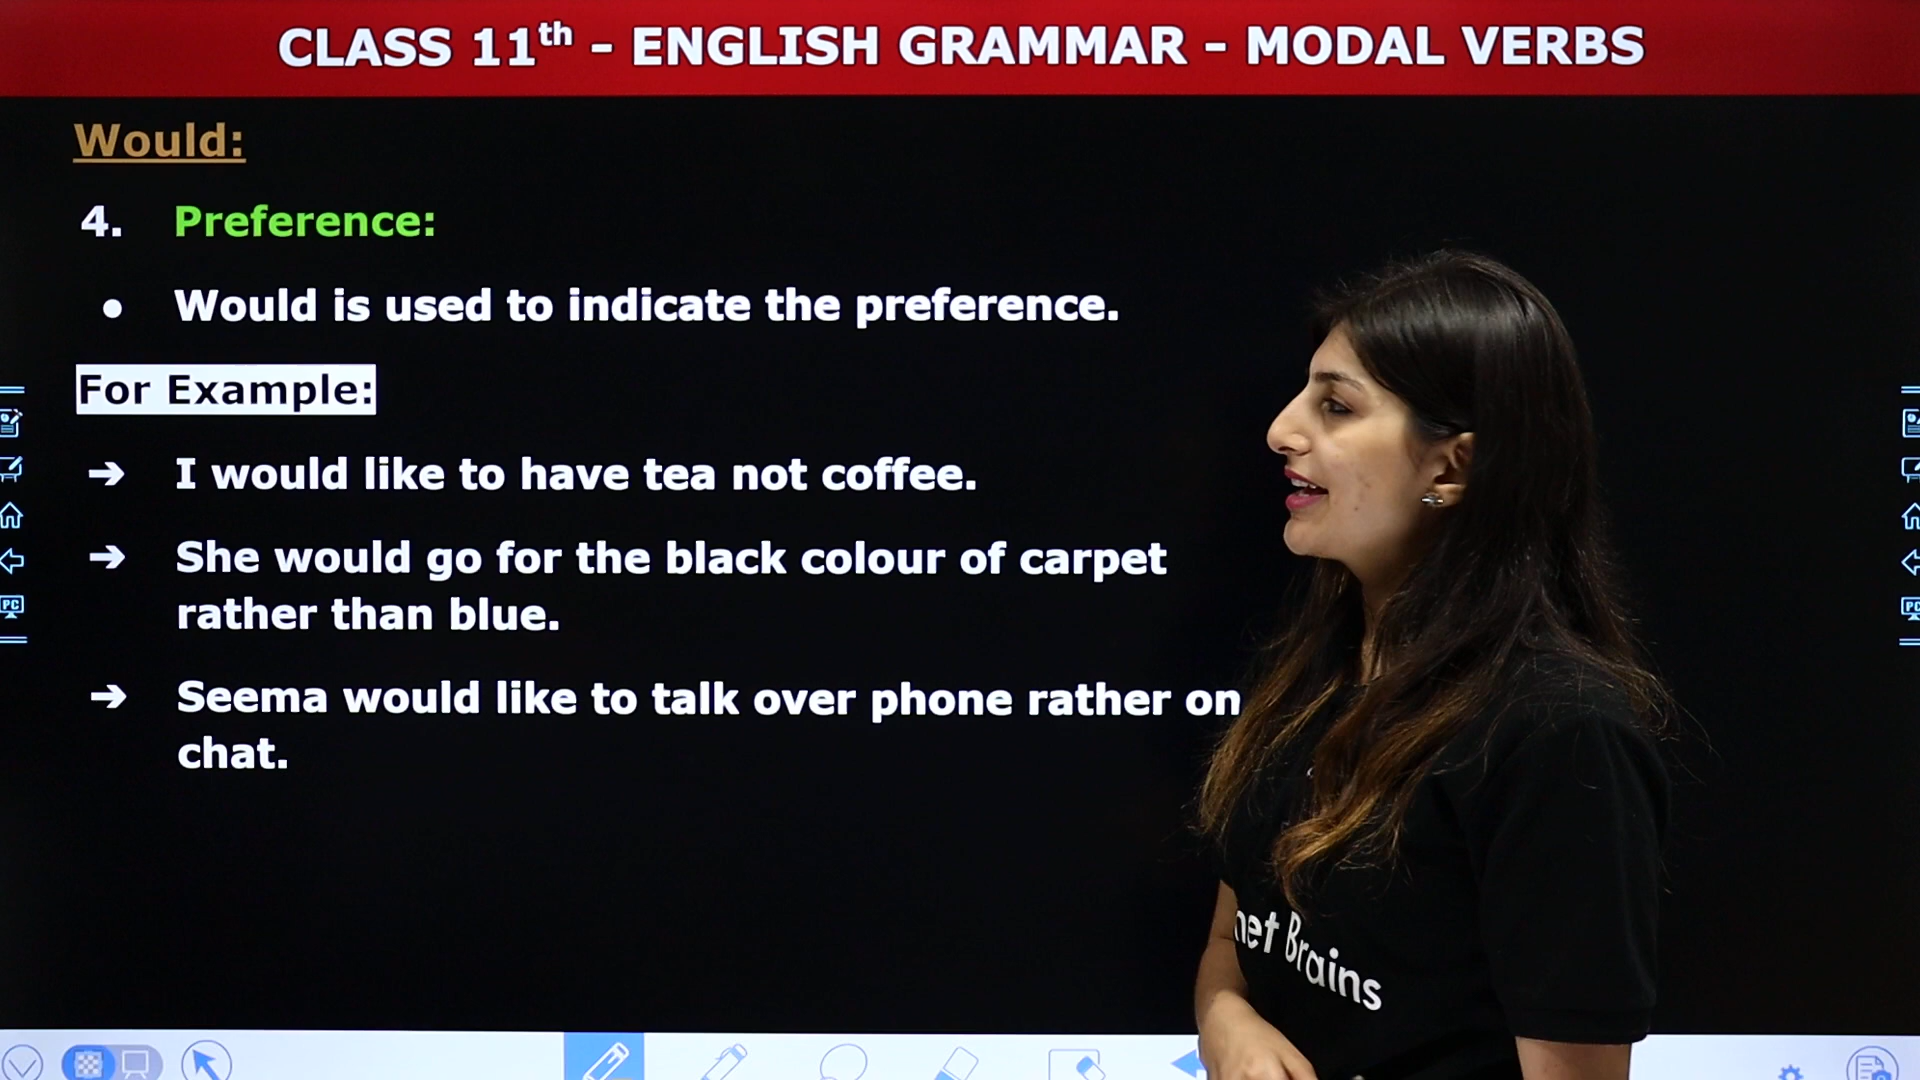 CLASS 11th - ENGLISH GRAMMAR - MODAL VERBS
Would:
4. Preference:
● Would is used to indicate the preference.
For Example:
➔ I would like to have tea not coffee.
➔ She would go for the black colour of carpet
rather than blue.
➔ Seema would like to talk over phone rather on
chat.
net Brains
PC
PC